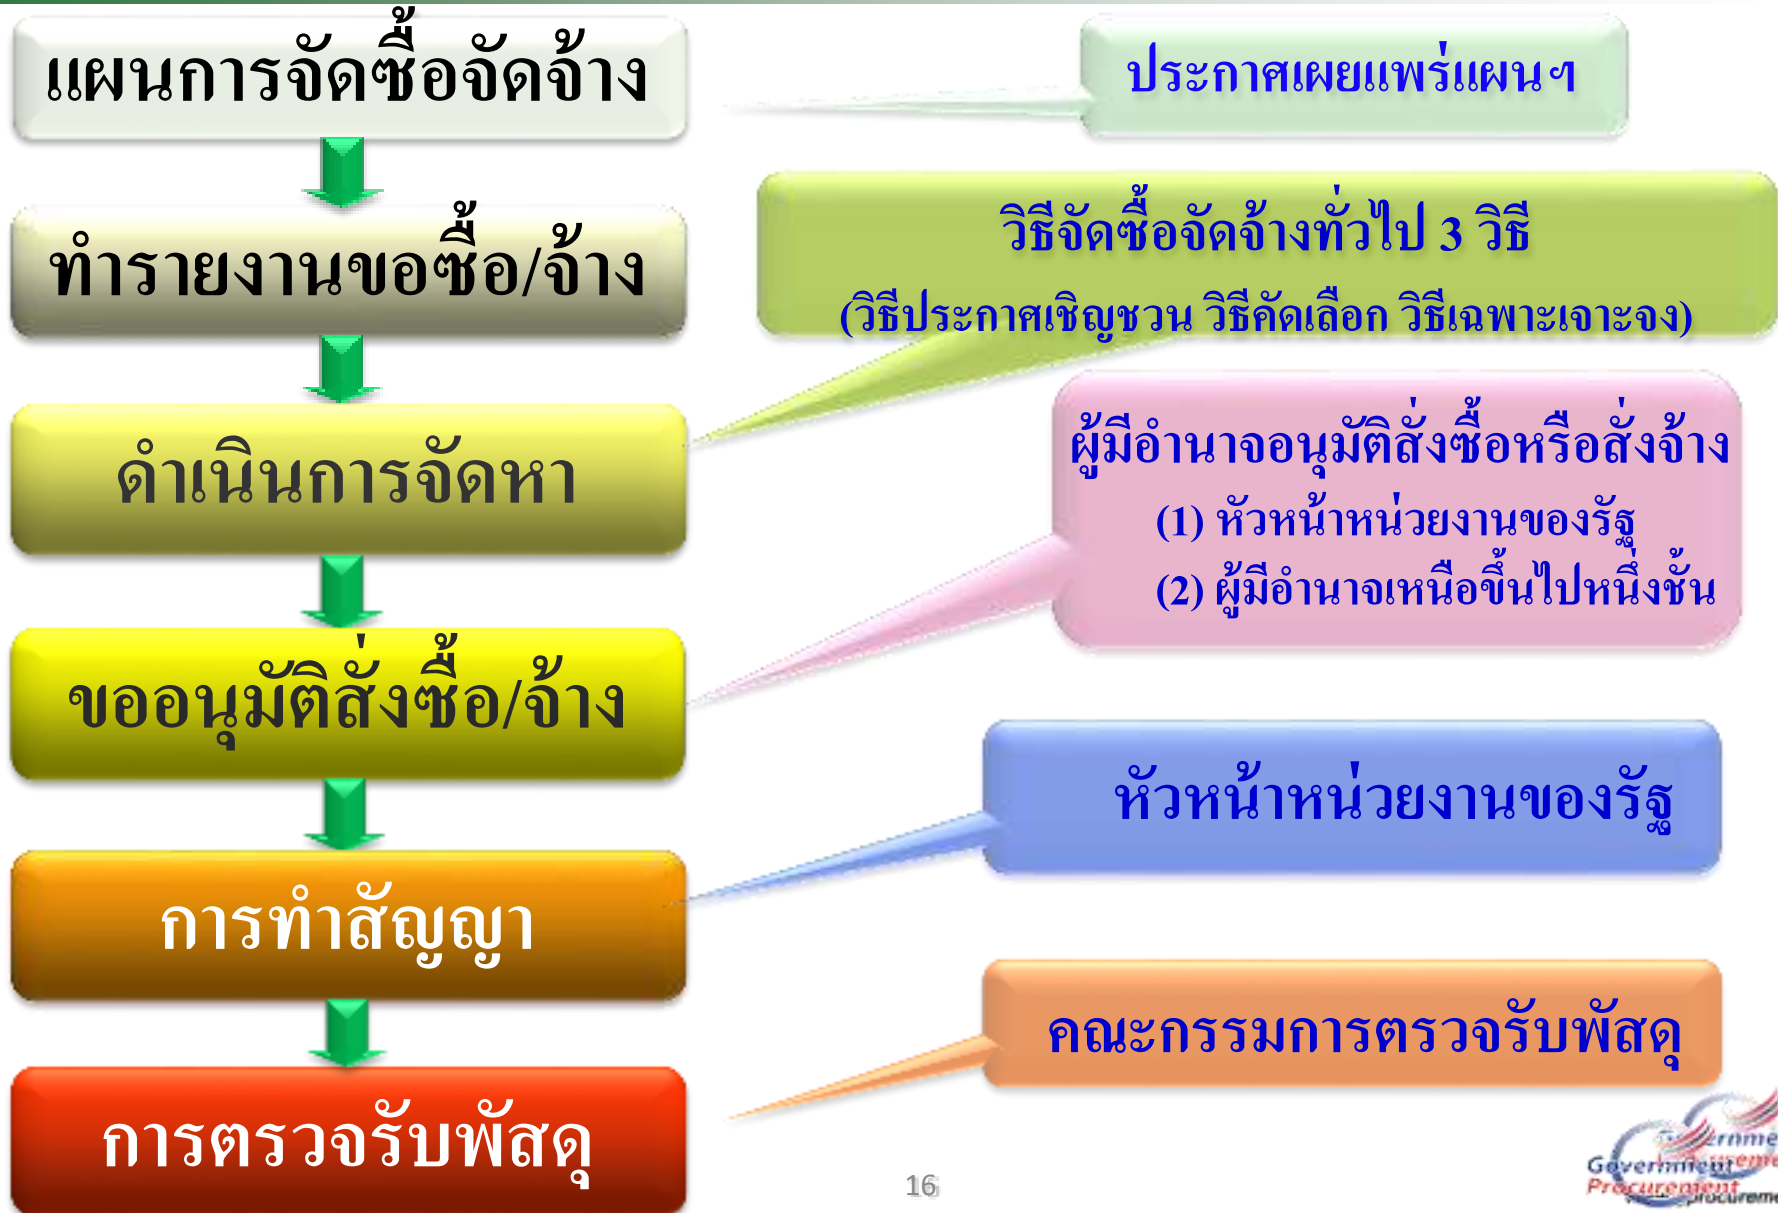 แผนการจัดซื้อจัดจ้าง
ประกาศเผยแพร่แผนฯ
ทำรายงานขอซื้อ/จ้าง
วิธีจัดซื้อจัดจ้างทั่วไป 3 วิธี
(วิธีประกาศเชิญชวน วิธีคัดเลือก วิธีเฉพาะเจาะจง)
ดำเนินการจัดหา
ผู้มีอำนาจอนุมัติสั่งซื้อหรือสั่งจ้าง
(1) หัวหน้าหน่วยงานของรัฐ
(2) ผู้มีอำนาจเหนือขึ้นไปหนึ่งชั้น
ขออนุมัติสั่งซื้อ/จ้าง
หัวหน้าหน่วยงานของรัฐ
การทำสัญญา
คณะกรรมการตรวจรับพัสดุ
การตรวจรับพัสดุ
16
Government
Procurement